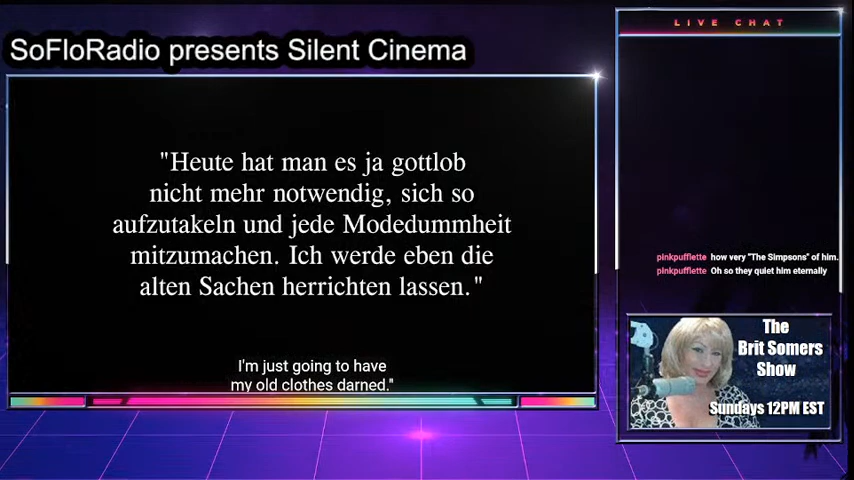 SoFloRadio presents Silent Cinema
"Heute hat man es ja gottlob
nicht mehr notwendig, sich so
aufzutakeln und jede Modedummheit
mitzumachen. Ich werde eben die
alten Sachen herrichten lassen."
I'm just going to have
my old clothes darned."
LIVE CHAT
pinkpufflette how very "The Simpsons" of him.
pinkpufflette Oh so they quiet him eternally
The
Brit Somers
Show
Sundays 12PM EST